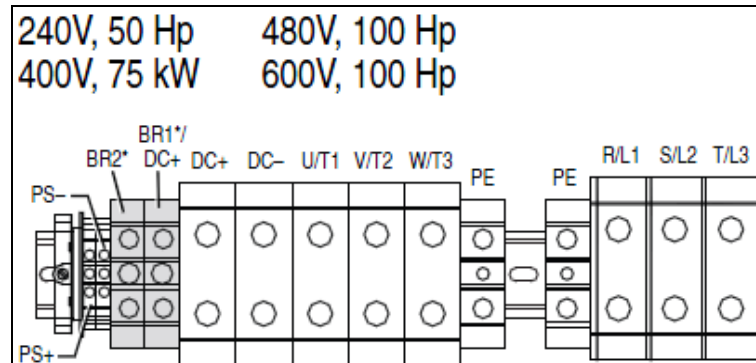 240V, 50 Hp 480V, 100 Hp
400V, 75 kW 600V, 100 Hp
BR1*/
BR2* DC+ DC+ DC– U/T1 V/T2 W/T3 PE PE R/L1 S/L2 T/L3
PS–
PS+